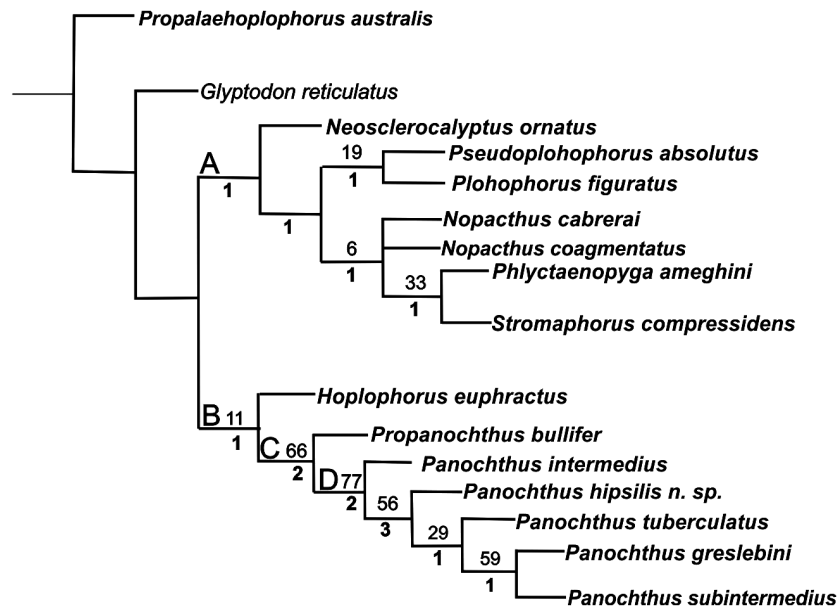 Propalaehoplophorus australis
Glyptodon reticulatus
Neosclerocalyptus ornatus
A
19
Pseudoplohophorus absolutus
1
1
Plohophorus figuratus
1
Nopacthus cabrerai
6
Nopacthus coagmentatus
1
Phlyctaenopyga ameghini
33
1
Stromaphorus compressidens
Hoplophorus euphractus
B 11
1
Propanochthus bullifer
C 66
2
Panochthus intermedius
D 77
2
Panochthus hipsilis n. sp.
56
3
Panochthus tuberculatus
29
1
Panochthus greslebini
59
1
Panochthus subintermedius